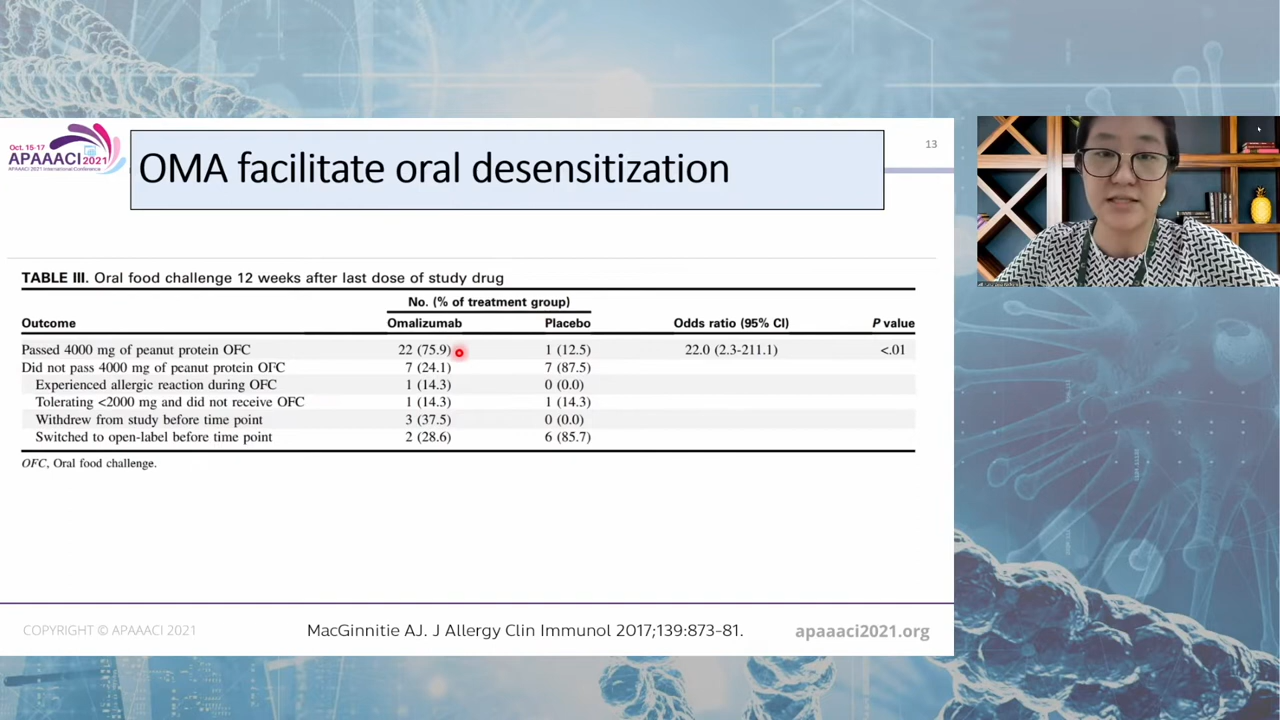 Oct. 15-17
APAAACI 2021
APAAACI 2021 International Conference
OMA facilitate oral desensitization
13
TABLE III. Oral food challenge 12 weeks after last dose of study drug
No. (% of treatment group)
Outcome Omalizumab Placebo Odds ratio (95% CI) P value
Passed 4000 mg of peanut protein OFC 22 (75.9) 1 (12.5) 22.0 (2.3-211.1) <.01
Did not pass 4000 mg of peanut protein OFC 7 (24.1) 7 (87.5)
Experienced allergic reaction during OFC 1 (14.3) 0 (0.0)
Tolerating <2000 mg and did not receive OFC 1 (14.3) 1 (14.3)
Withdrew from study before time point 3 (37.5) 0 (0.0)
Switched to open-label before time point 2 (28.6) 6 (85.7)
OFC, Oral food challenge.
COPYRIGHT © APAAACI 2021
MacGinnitie AJ. J Allergy Clin Immunol 2017;139:873–81.
apaaaci2021.org